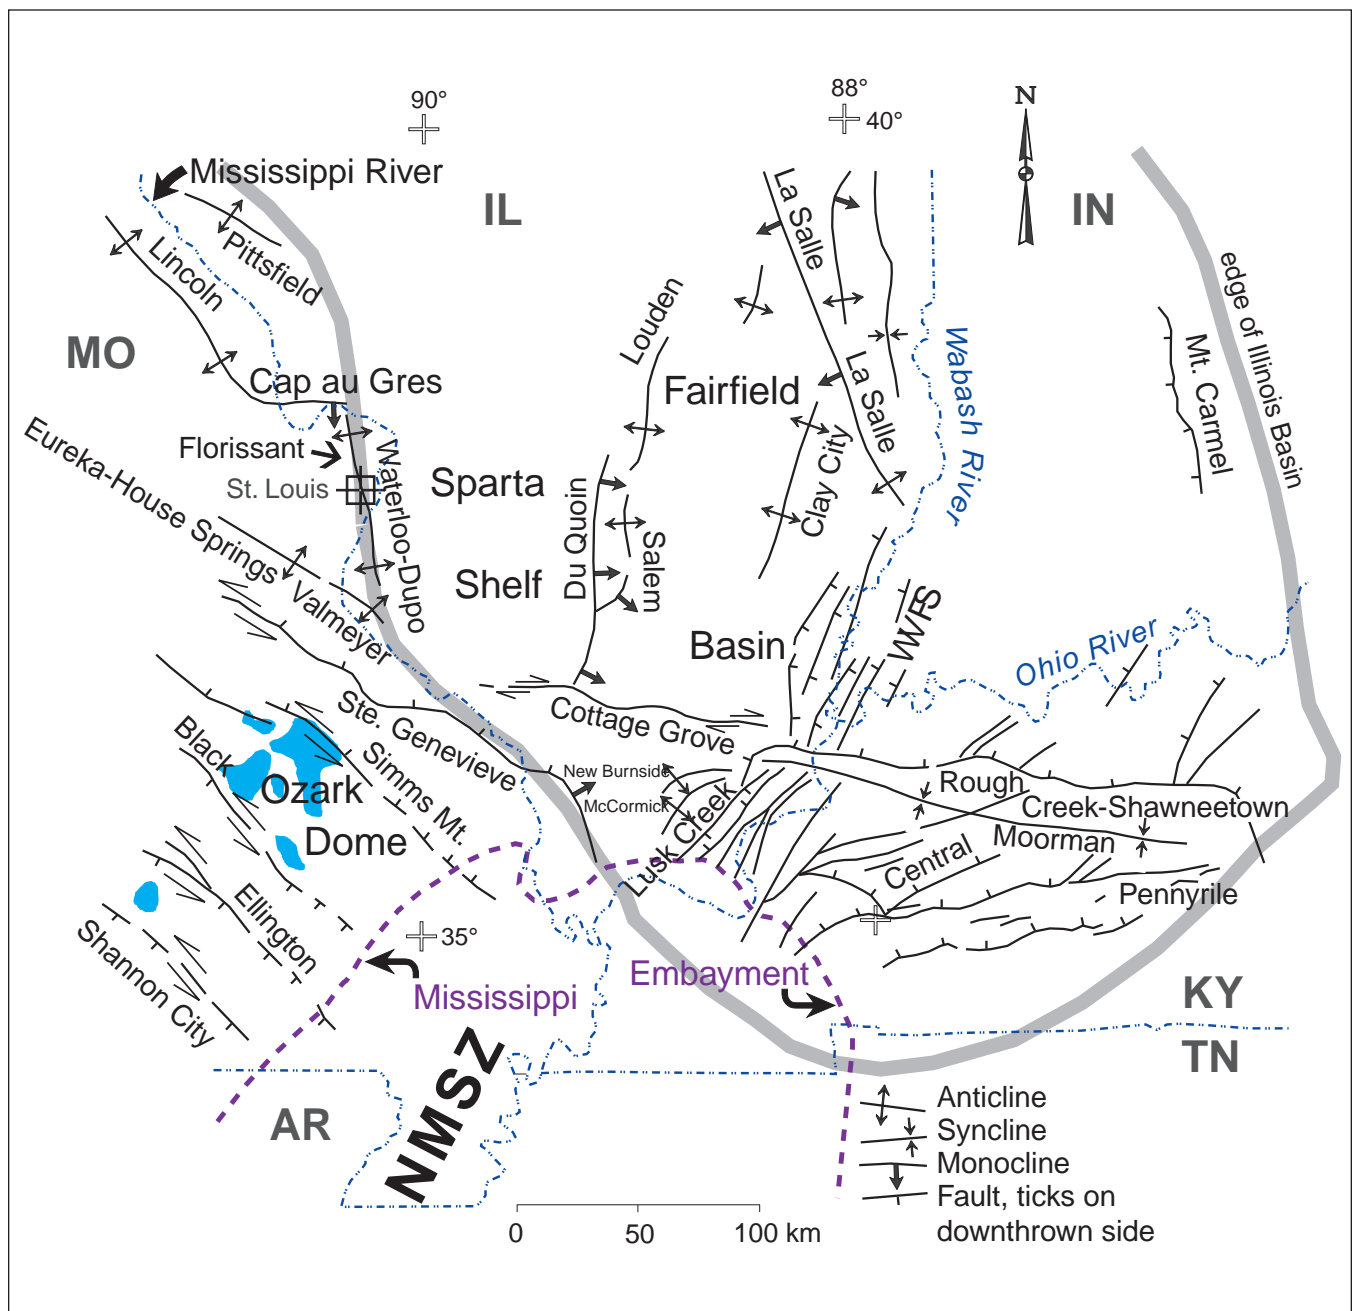 90°
88°
40°
N
Mississippi River
IL
IN
La Salle
Pittsfield
Lincoln
edge of Illinois Basin
Louden
MO
Wabash River
Mt. Carmel
Cap au Gres
Fairfield
La Salle
Florissant
Waterloo-Dupo
St. Louis
Sparta
Clay City
Eureka-House Springs
Du Quoin
Salem
Shelf
Valmeyer
WVFS
Basin
Ohio River
Ste. Genevieve
Cottage Grove
Black
Simms Mt.
New Burnside
Rough
Ozark
McCormick
Creek-Shawneetown
Dome
Lusk Creek
Moorman
Central
Pennyrile
Ellington
Shannon City
35°
Embayment
Mississippi
KY
TN
NMSZ
AR
Anticline
Syncline
Monocline
Fault, ticks on
downthrown side
0 50 100 km